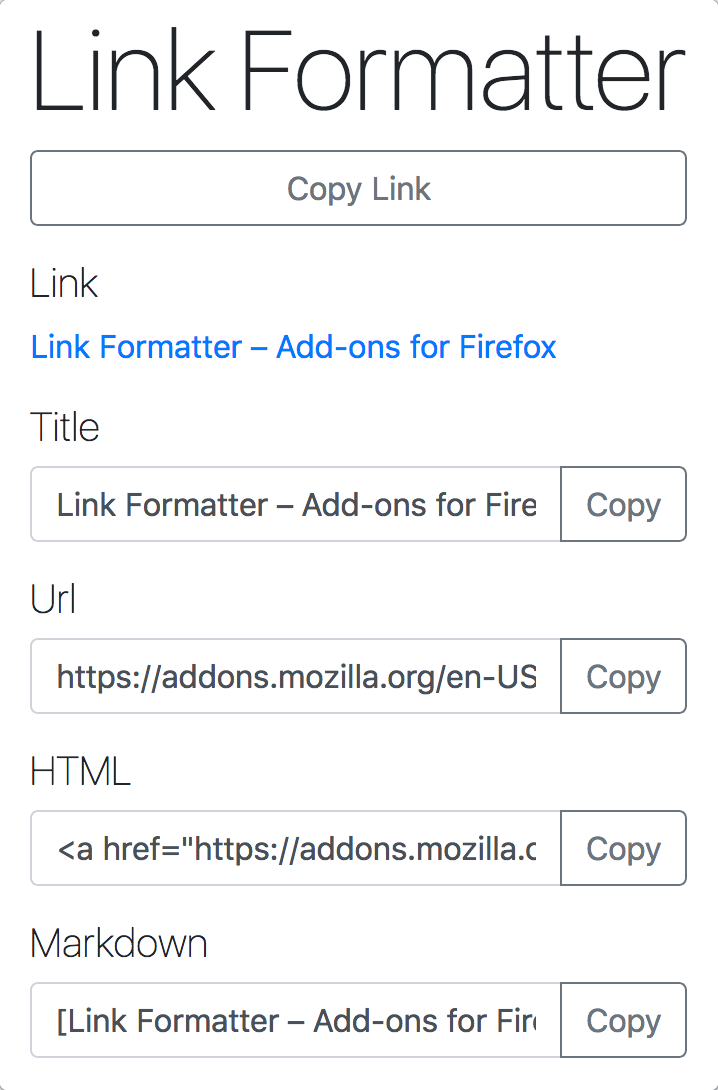 Link Formatter
Copy Link
Link
Link Formatter – Add-ons for Firefox
Title
Link Formatter – Add-ons for Fire
Copy
Url
https://addons.mozilla.org/en-US
Copy
HTML
<a href="https://addons.mozilla.o
Copy
Markdown
[Link Formatter – Add-ons for Fir
Copy